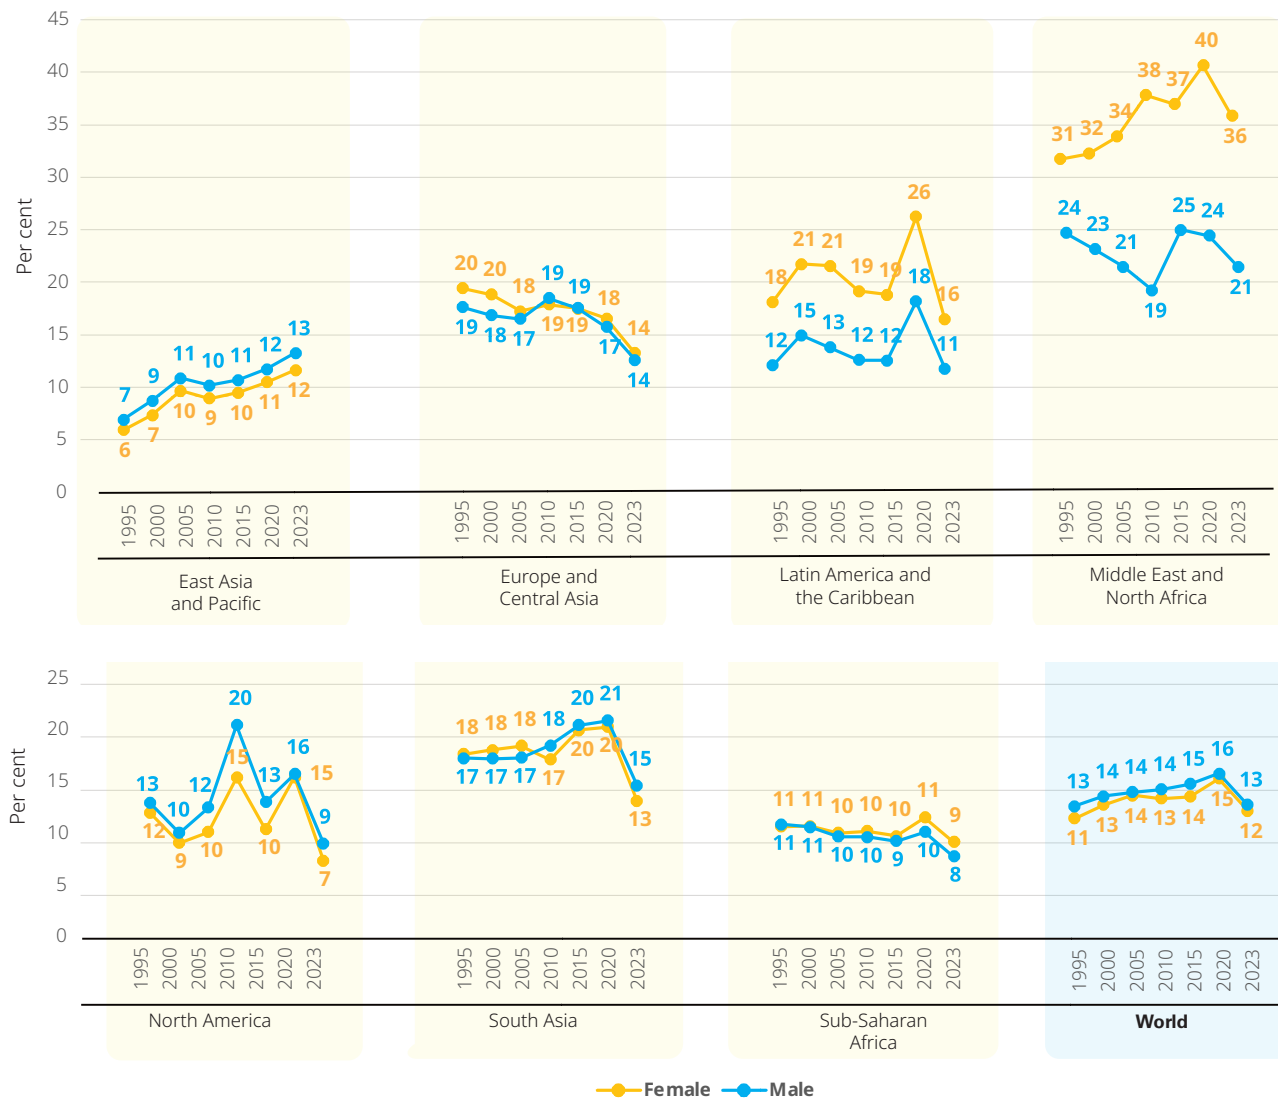 45
40
35
30
25
20
15
10
5
0
Per cent
7 9 11 10 11 12 13
6 7 10 9 10 11 12
1995 2000 2005 2010 2015 2020 2023
East Asia
and Pacific
20 20 18 19 19 18 14
19 18 17 19 19 17 14
1995 2000 2005 2010 2015 2020 2023
Europe and
Central Asia
18 21 21 19 19 26 16
12 15 13 12 12 18 11
1995 2000 2005 2010 2015 2020 2023
Latin America and
the Caribbean
31 32 34 38 37 40 36
24 23 21 19 25 24 21
1995 2000 2005 2010 2015 2020 2023
Middle East and
North Africa
25
20
15
10
5
0
Per cent
13 10 12 20 13 16 9
12 9 10 15 10 15 7
1995 2000 2005 2010 2015 2020 2023
North America
18 18 18 18 20 21 15
17 17 17 17 20 20 13
1995 2000 2005 2010 2015 2020 2023
South Asia
11 11 10 10 10 11 9
11 11 10 10 9 10 8
1995 2000 2005 2010 2015 2020 2023
Sub-Saharan
Africa
13 14 14 14 15 16 13
11 13 14 13 14 15 12
1995 2000 2005 2010 2015 2020 2023
World
Female Male